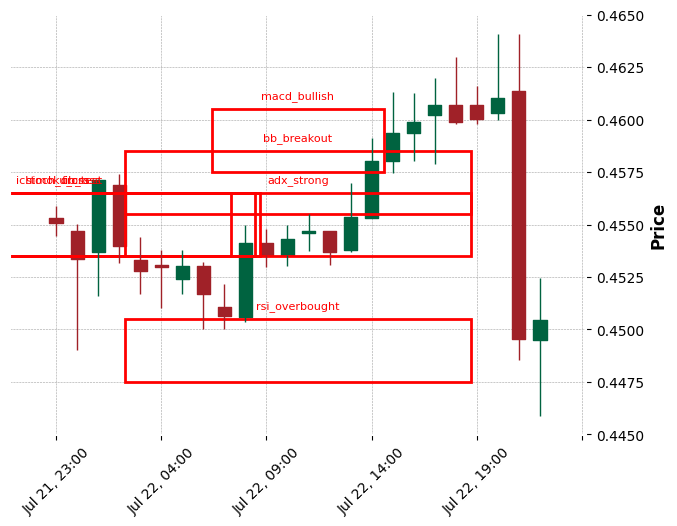 0.4650
0.4625
macd_bullish
0.4600
bb_breakout
0.4575
adx_strong
0.4550
Price
0.4525
rsi_overbought
0.4500
0.4475
0.4450
Jul 21, 23:00
Jul 22, 04:00
Jul 22, 09:00
Jul 22, 14:00
Jul 22, 19:00